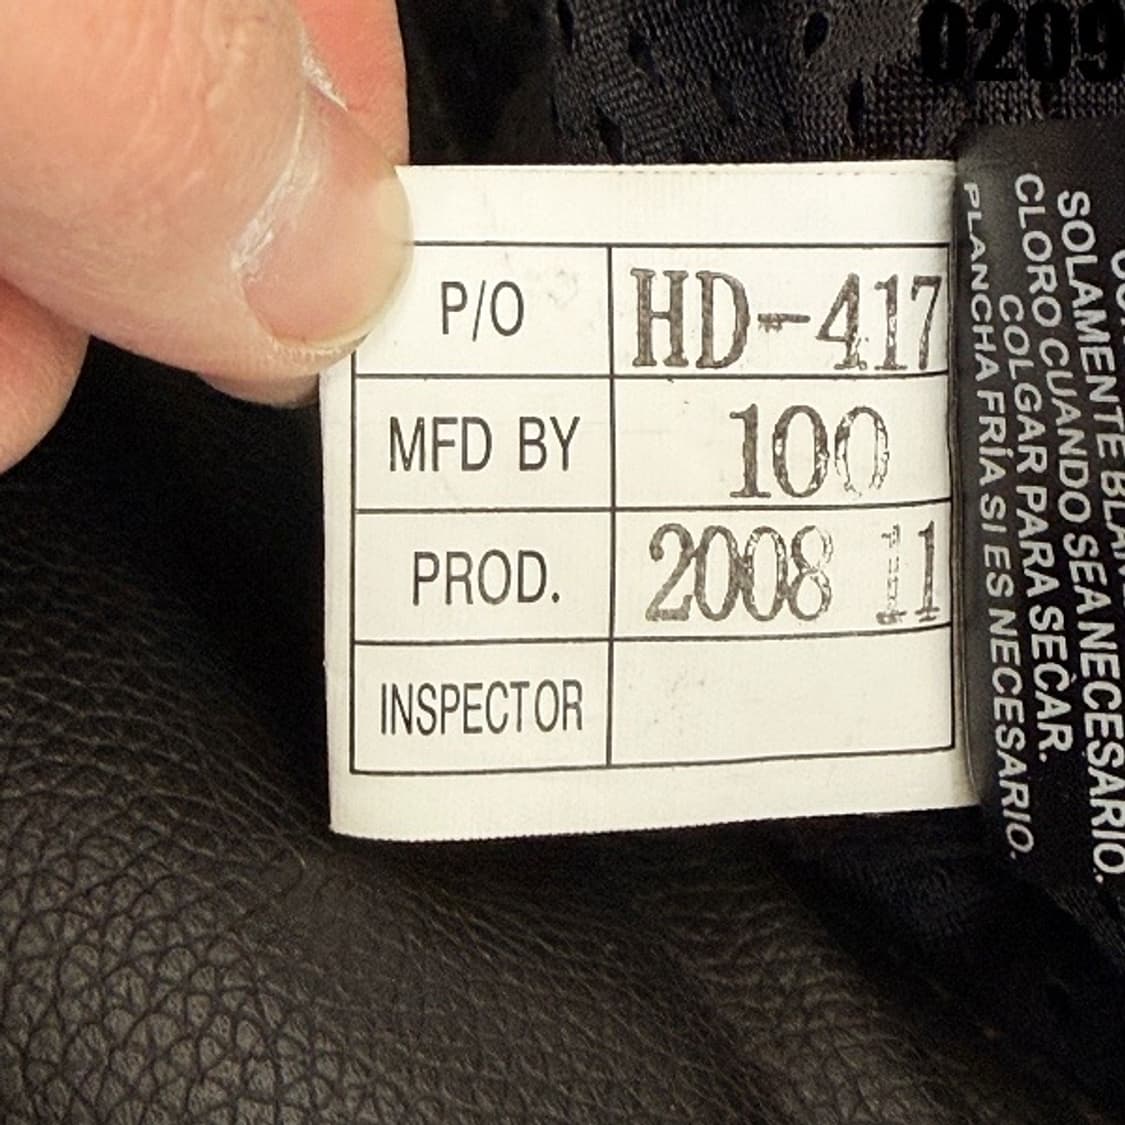 0209
P/O HD-417
MFD BY 100
PROD. 2008 11
INSPECTOR
SOLAMENTE
CLORO CUANDO SEA NECESARIO.
COLGAR PARA SECAR.
PLANCHA FRÍA SI ES NECESARIO.